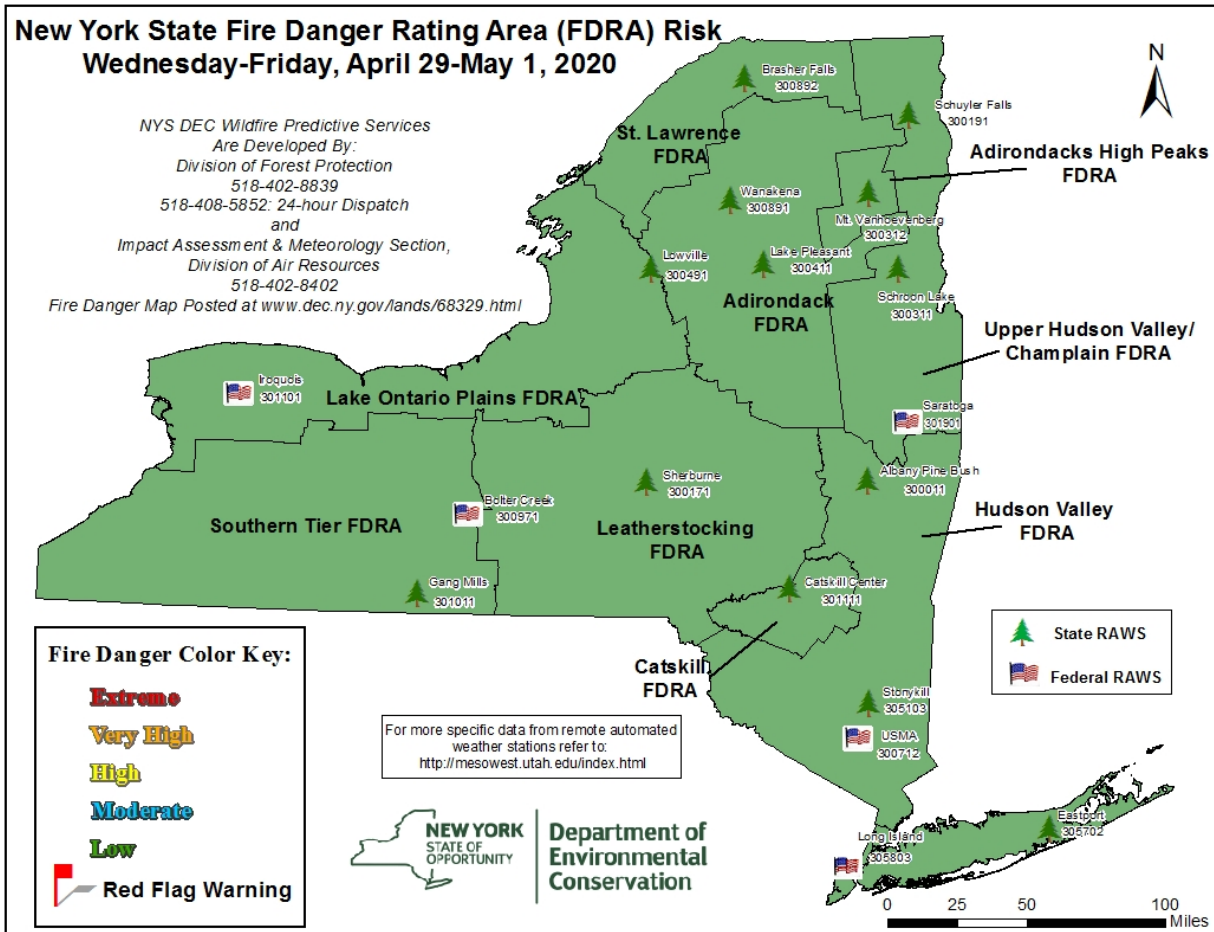 New York State Fire Danger Rating Area (FDRA) Risk
Wednesday-Friday, April 29-May 1, 2020
NYS DEC Wildfire Predictive Services
Are Developed By:
Division of Forest Protection
518-402-8839
518-408-5852: 24-hour Dispatch
and
Impact Assessment & Meteorology Section,
Division of Air Resources
518-402-8402
Fire Danger Map Posted at www.dec.ny.gov/lands/68329.html
N
Brasher Falls
300892
Schuyler Falls
300191
St. Lawrence
FDRA
Adirondacks High Peaks
FDRA
Wanakena
300891
Mt. Vanhoevenberg
300312
Lowville
300491
Lake Pleasant
300411
Schroon Lake
300311
Adirondack
FDRA
Upper Hudson Valley/
Champlain FDRA
Iroquois
301101
Lake Ontario Plains FDRA
Saratoga
301901
Sherburne
300171
Albany Pine Bush
300011
Bolter Creek
300971
Southern Tier FDRA
Leatherstocking
FDRA
Hudson Valley
FDRA
Gang Mills
301011
Catskill Center
301111
Catskill
FDRA
Stonykill
305103
USMA
300712
Long Island
305803
Eastport
305702
State RAWS
Federal RAWS
Fire Danger Color Key:
Extreme
Very High
High
Moderate
Low
Red Flag Warning
For more specific data from remote automated
weather stations refer to:
http://mesowest.utah.edu/index.html
NEW YORK
STATE OF
OPPORTUNITY
Department of
Environmental
Conservation
0 25 50 100
Miles